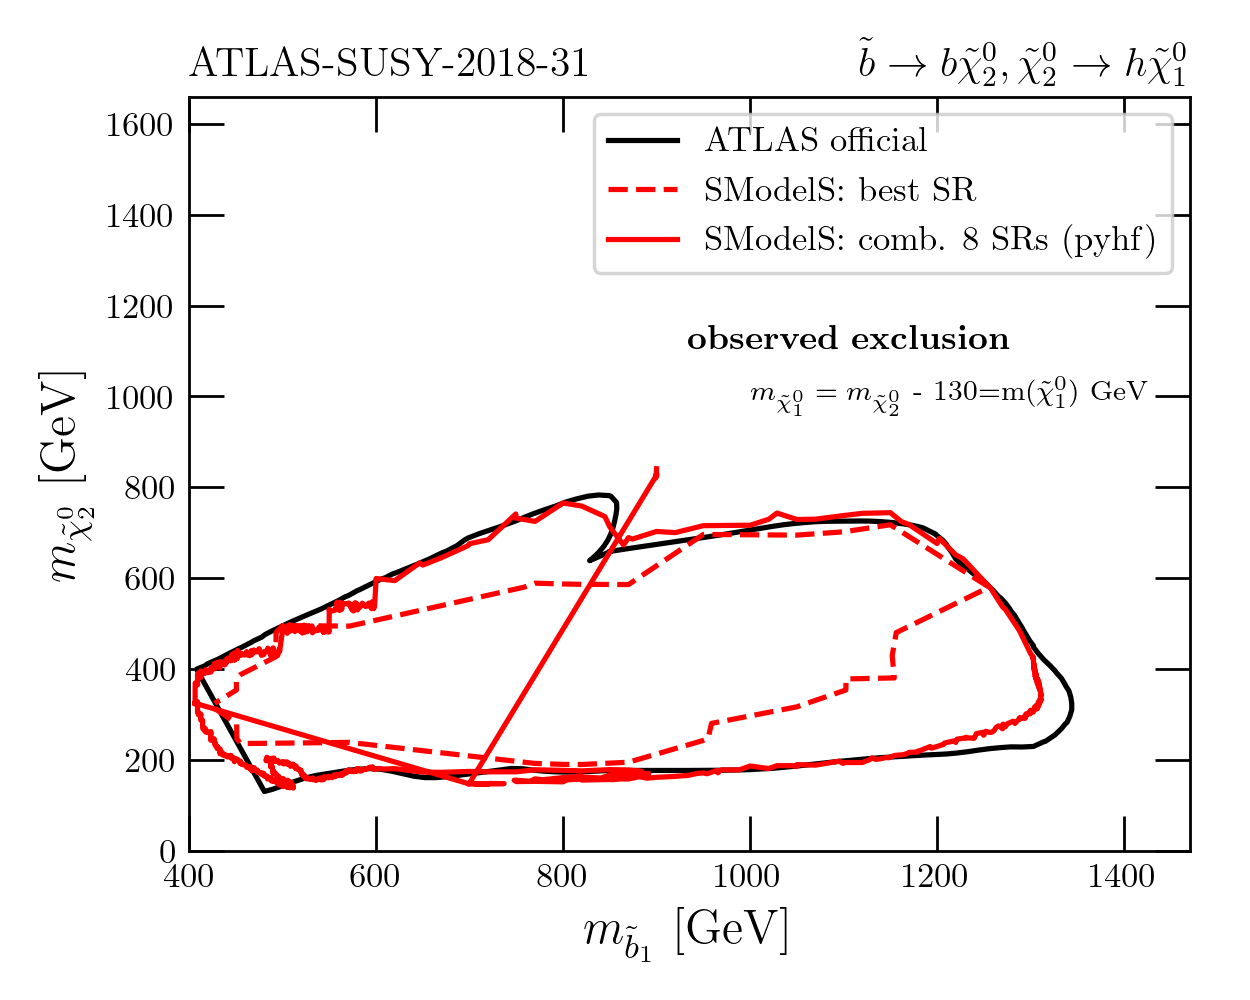 ATLAS-SUSY-2018-31
b̃ → bχ̃⁰₂, χ̃⁰₂ → hχ̃⁰₁
ATLAS official
SModelS: best SR
SModelS: comb. 8 SRs (pyhf)
observed exclusion
m_χ̃⁰₁ = m_χ̃⁰₂ - 130=m(χ̃⁰₁) GeV
m_χ̃⁰₂ [GeV]
1600
1400
1200
1000
800
600
400
200
0
400 600 800 1000 1200 1400
m_b̃₁ [GeV]